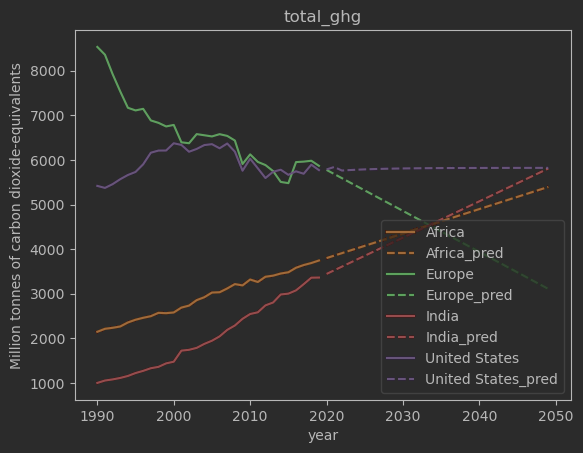 total_ghg
Million tonnes of carbon dioxide-equivalents
8000
7000
6000
5000
4000
3000
2000
1000
Africa
Africa_pred
Europe
Europe_pred
India
India_pred
United States
United States_pred
1990
2000
2010
2020
2030
2040
2050
year